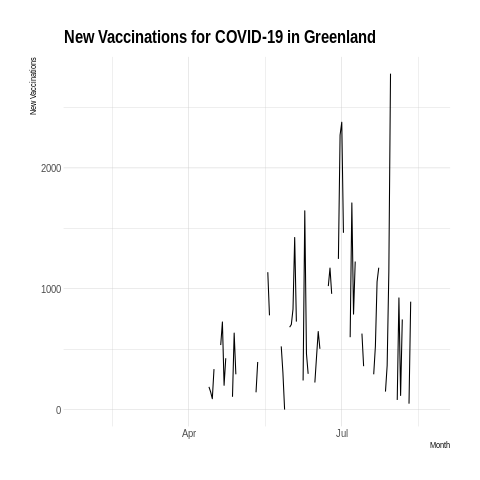 New Vaccinations for COVID-19 in Greenland
New Vaccinations
2000
1000
0
Apr
Jul
Month